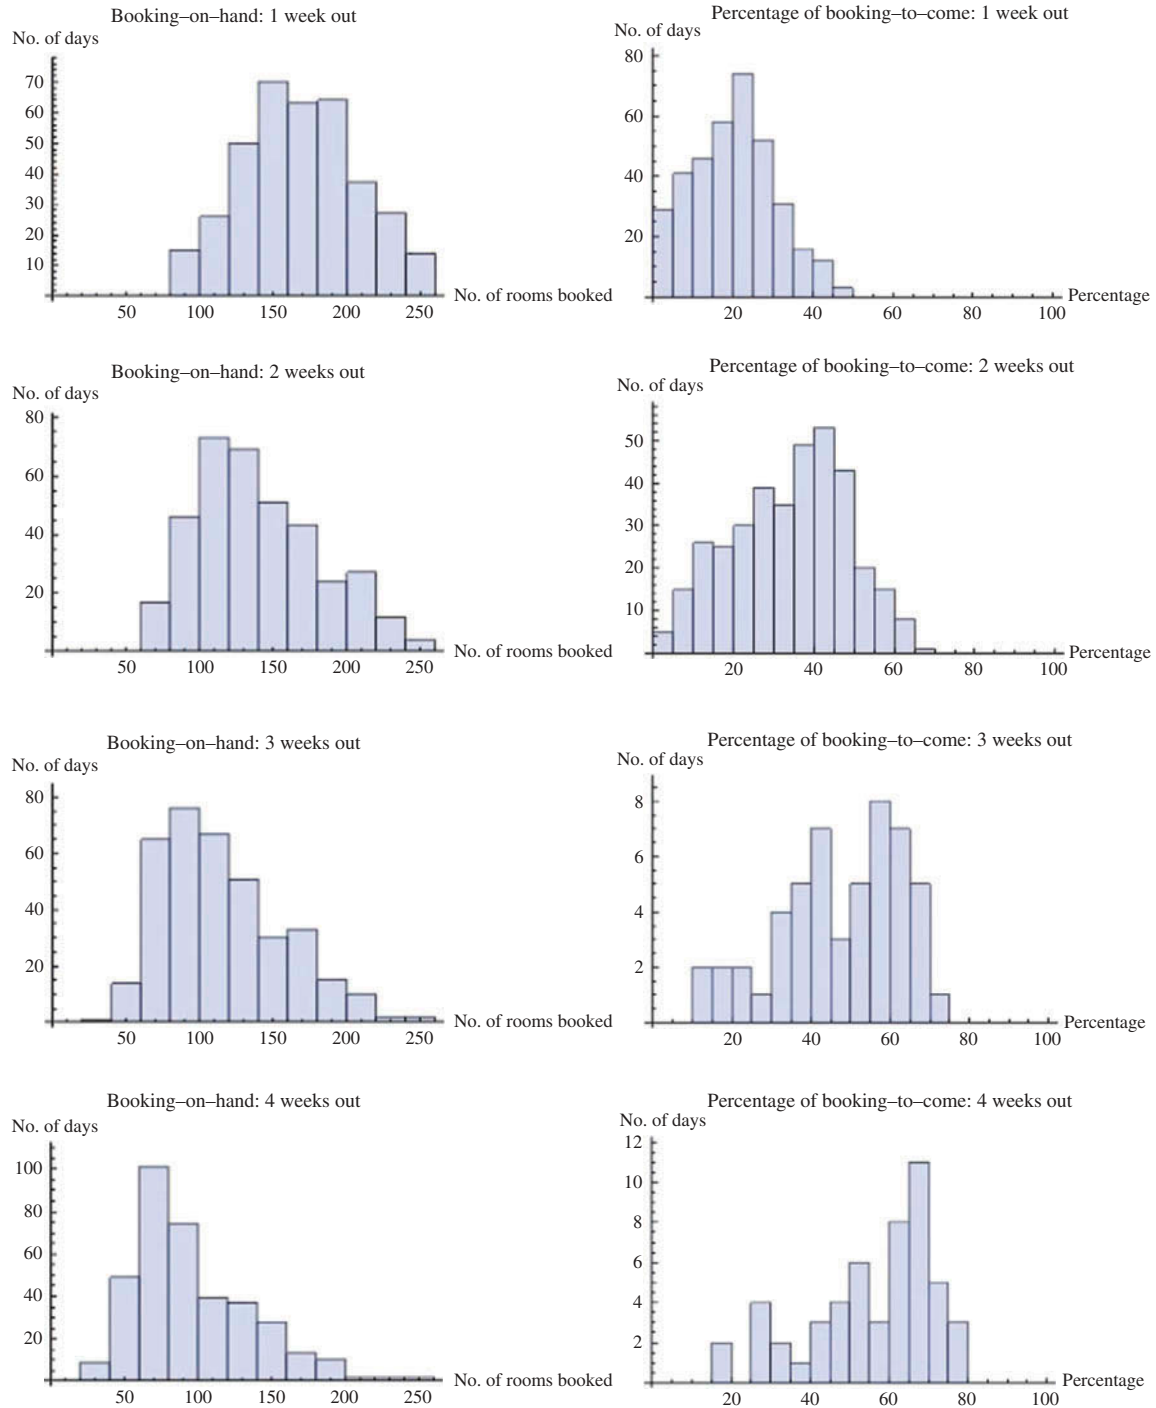 Booking–on–hand: 1 week out
No. of days
70
60
50
40
30
20
10
50 100 150 200 250
No. of rooms booked
Percentage of booking–to–come: 1 week out
No. of days
80
60
40
20
20 40 60 80 100
Percentage
Booking–on–hand: 2 weeks out
No. of days
80
60
40
20
50 100 150 200 250
No. of rooms booked
Percentage of booking–to–come: 2 weeks out
No. of days
50
40
30
20
10
20 40 60 80 100
Percentage
Booking–on–hand: 3 weeks out
No. of days
80
60
40
20
50 100 150 200 250
No. of rooms booked
Percentage of booking–to–come: 3 weeks out
No. of days
8
6
4
2
20 40 60 80 100
Percentage
Booking–on–hand: 4 weeks out
No. of days
100
80
60
40
20
50 100 150 200 250
No. of rooms booked
Percentage of booking–to–come: 4 weeks out
No. of days
12
10
8
6
4
2
20 40 60 80 100
Percentage